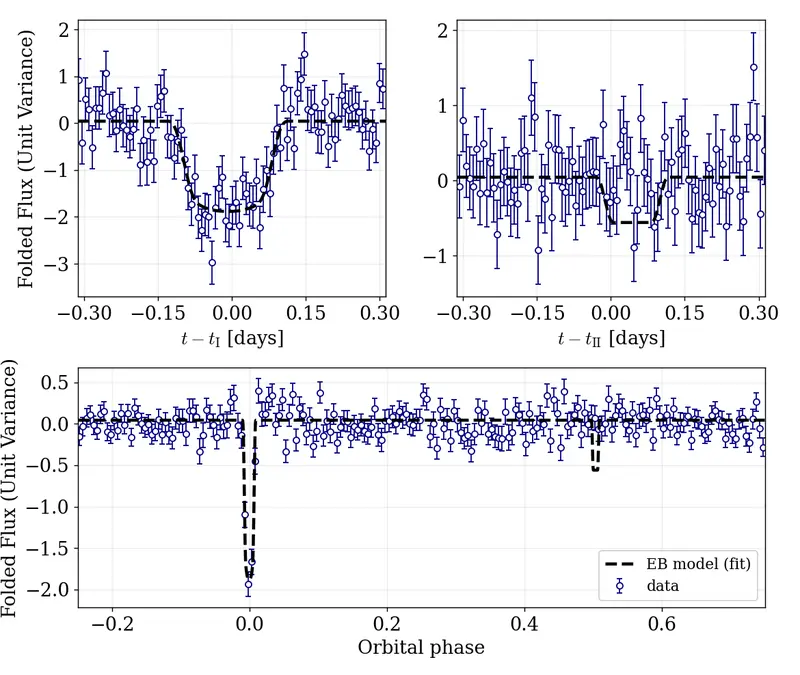 2
1
0
−1
−2
−3
Folded Flux (Unit Variance)
−0.30 −0.15 0.00 0.15 0.30
t − tI [days]
2
1
0
−1
−0.30 −0.15 0.00 0.15 0.30
t − tII [days]
0.5
0.0
−0.5
−1.0
−1.5
−2.0
Folded Flux (Unit Variance)
EB model (fit)
data
−0.2 0.0 0.2 0.4 0.6
Orbital phase